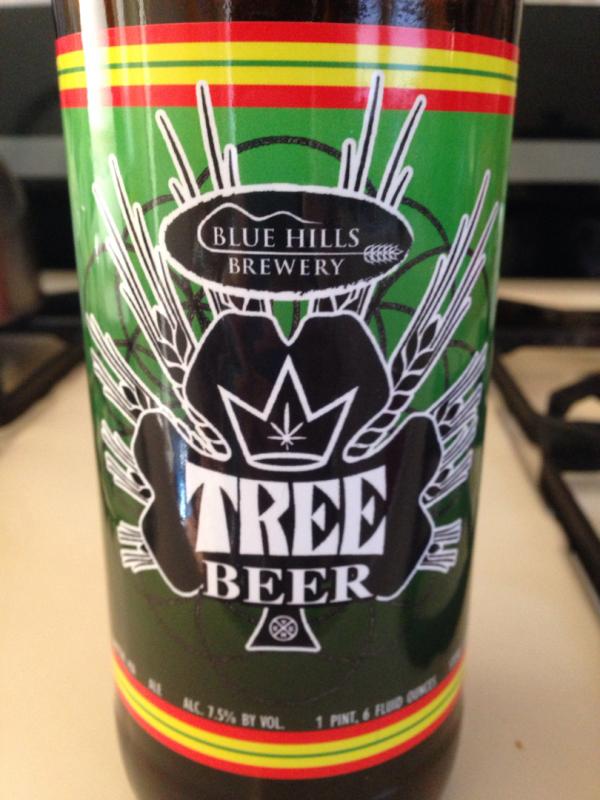 BLUE HILLS
BREWERY
TREE
BEER
ALE ALC. 7.5% BY VOL. 1 PINT, 6 FLUID OUNCES